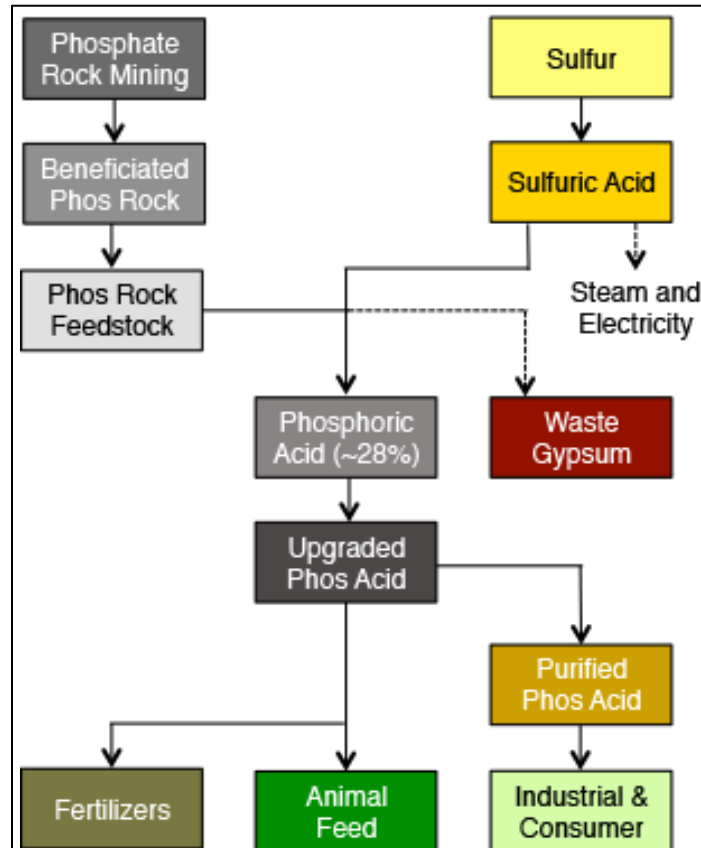 Phosphate
Rock Mining
Sulfur
Beneficiated
Phos Rock
Sulfuric Acid
Phos Rock
Feedstock
Steam and
Electricity
Phosphoric
Acid (~28%)
Waste
Gypsum
Upgraded
Phos Acid
Purified
Phos Acid
Fertilizers
Animal
Feed
Industrial &
Consumer